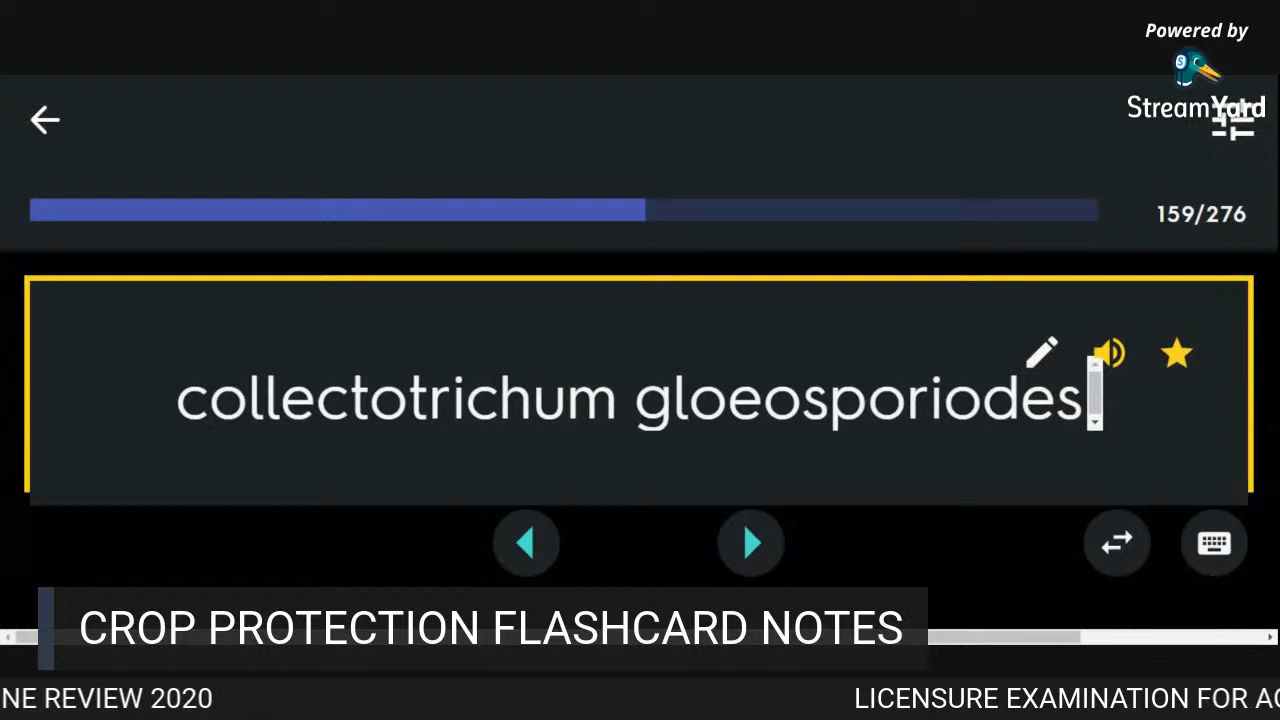 Powered by
StreamYard
159/276
collectotrichum gloeosporiodes
CROP PROTECTION FLASHCARD NOTES
NE REVIEW 2020
LICENSURE EXAMINATION FOR AG